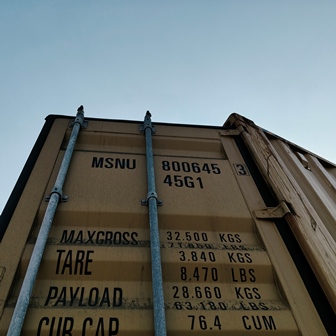 MSNU 800645 3
45G1
MAXGROSS 32.500 KGS
TARE 3.840 KGS
8.470 LBS
PAYLOAD 28.660 KGS
63.180 LBS
CUB CAP 76.4 CUM